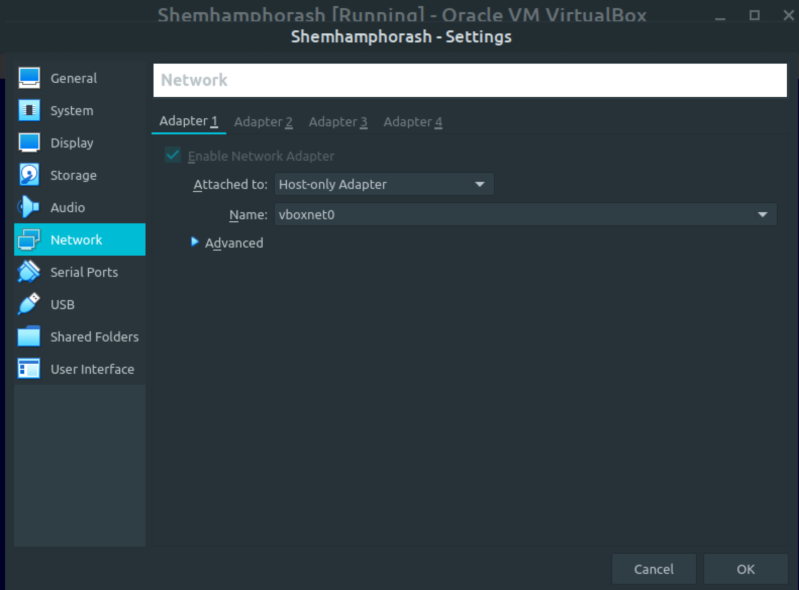 Shemhamphorash [Running] - Oracle VM VirtualBox
Shemhamphorash - Settings
General
System
Display
Storage
Audio
Network
Serial Ports
USB
Shared Folders
User Interface
Network
Adapter 1 Adapter 2 Adapter 3 Adapter 4
Enable Network Adapter
Attached to: Host-only Adapter
Name: vboxnet0
Advanced
Cancel OK